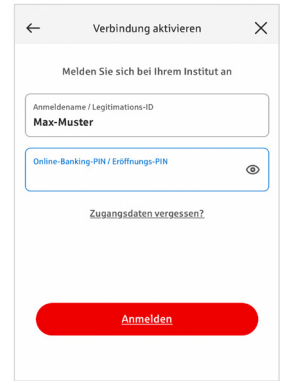 Verbindung aktivieren
Melden Sie sich bei Ihrem Institut an
Anmeldename / Legitimations-ID
Max-Muster
Online-Banking-PIN / Eröffnungs-PIN
Zugangsdaten vergessen?
Anmelden